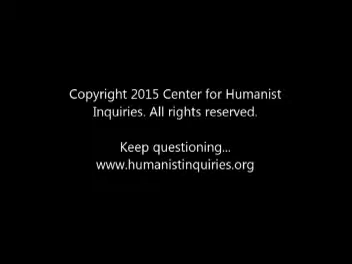 Copyright 2015 Center for Humanist
Inquiries. All rights reserved.
Keep questioning...
www.humanistinquiries.org